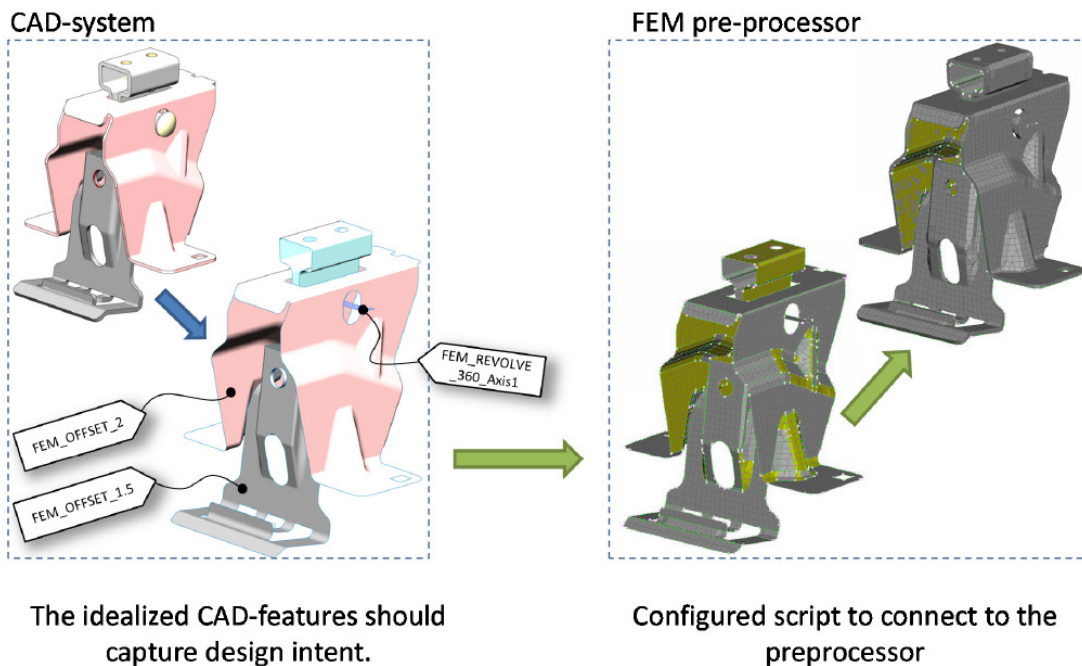 CAD-system
FEM pre-processor
FEM_REVOLVE
_360_Axis1
FEM_OFFSET_2
FEM_OFFSET_1.5
The idealized CAD-features should
capture design intent.
Configured script to connect to the
preprocessor